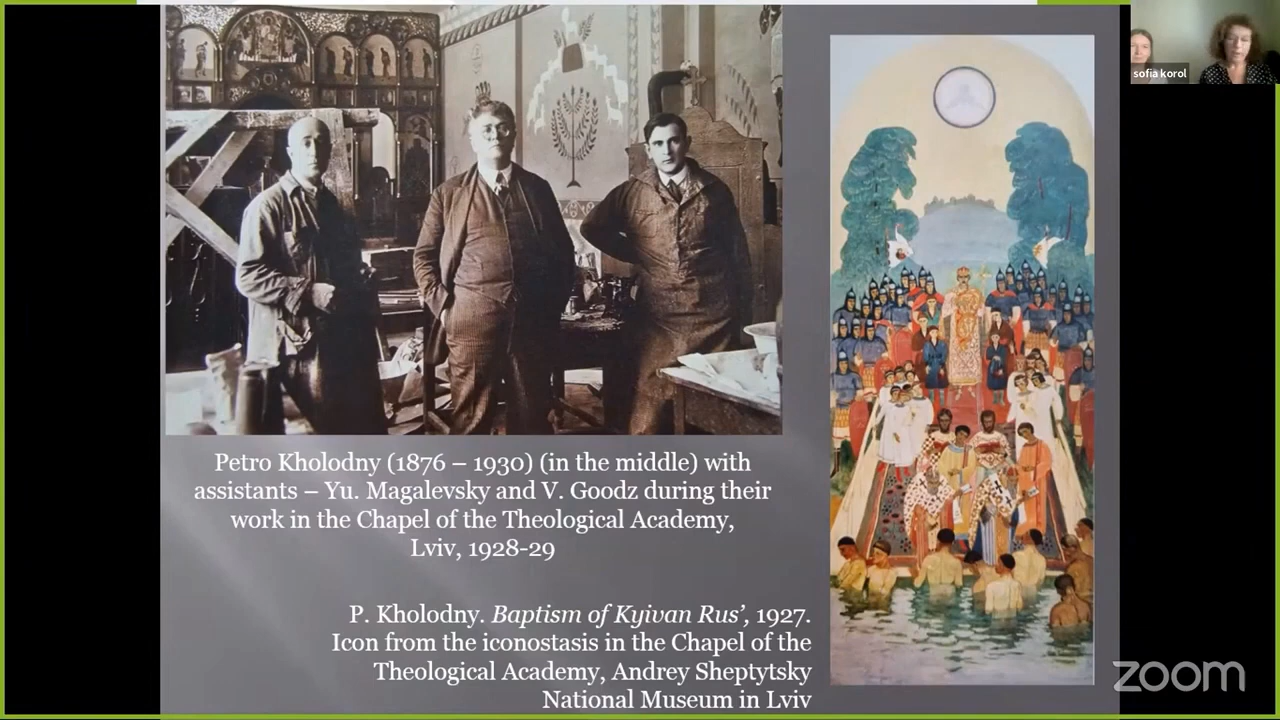 sofia korol
Petro Kholodny (1876 – 1930) (in the middle) with
assistants – Yu. Magalevsky and V. Goodz during their
work in the Chapel of the Theological Academy,
Lviv, 1928-29
P. Kholodny. Baptism of Kyivan Rus’, 1927.
Icon from the iconostasis in the Chapel of the
Theological Academy, Andrey Sheptytsky
National Museum in Lviv
zoom